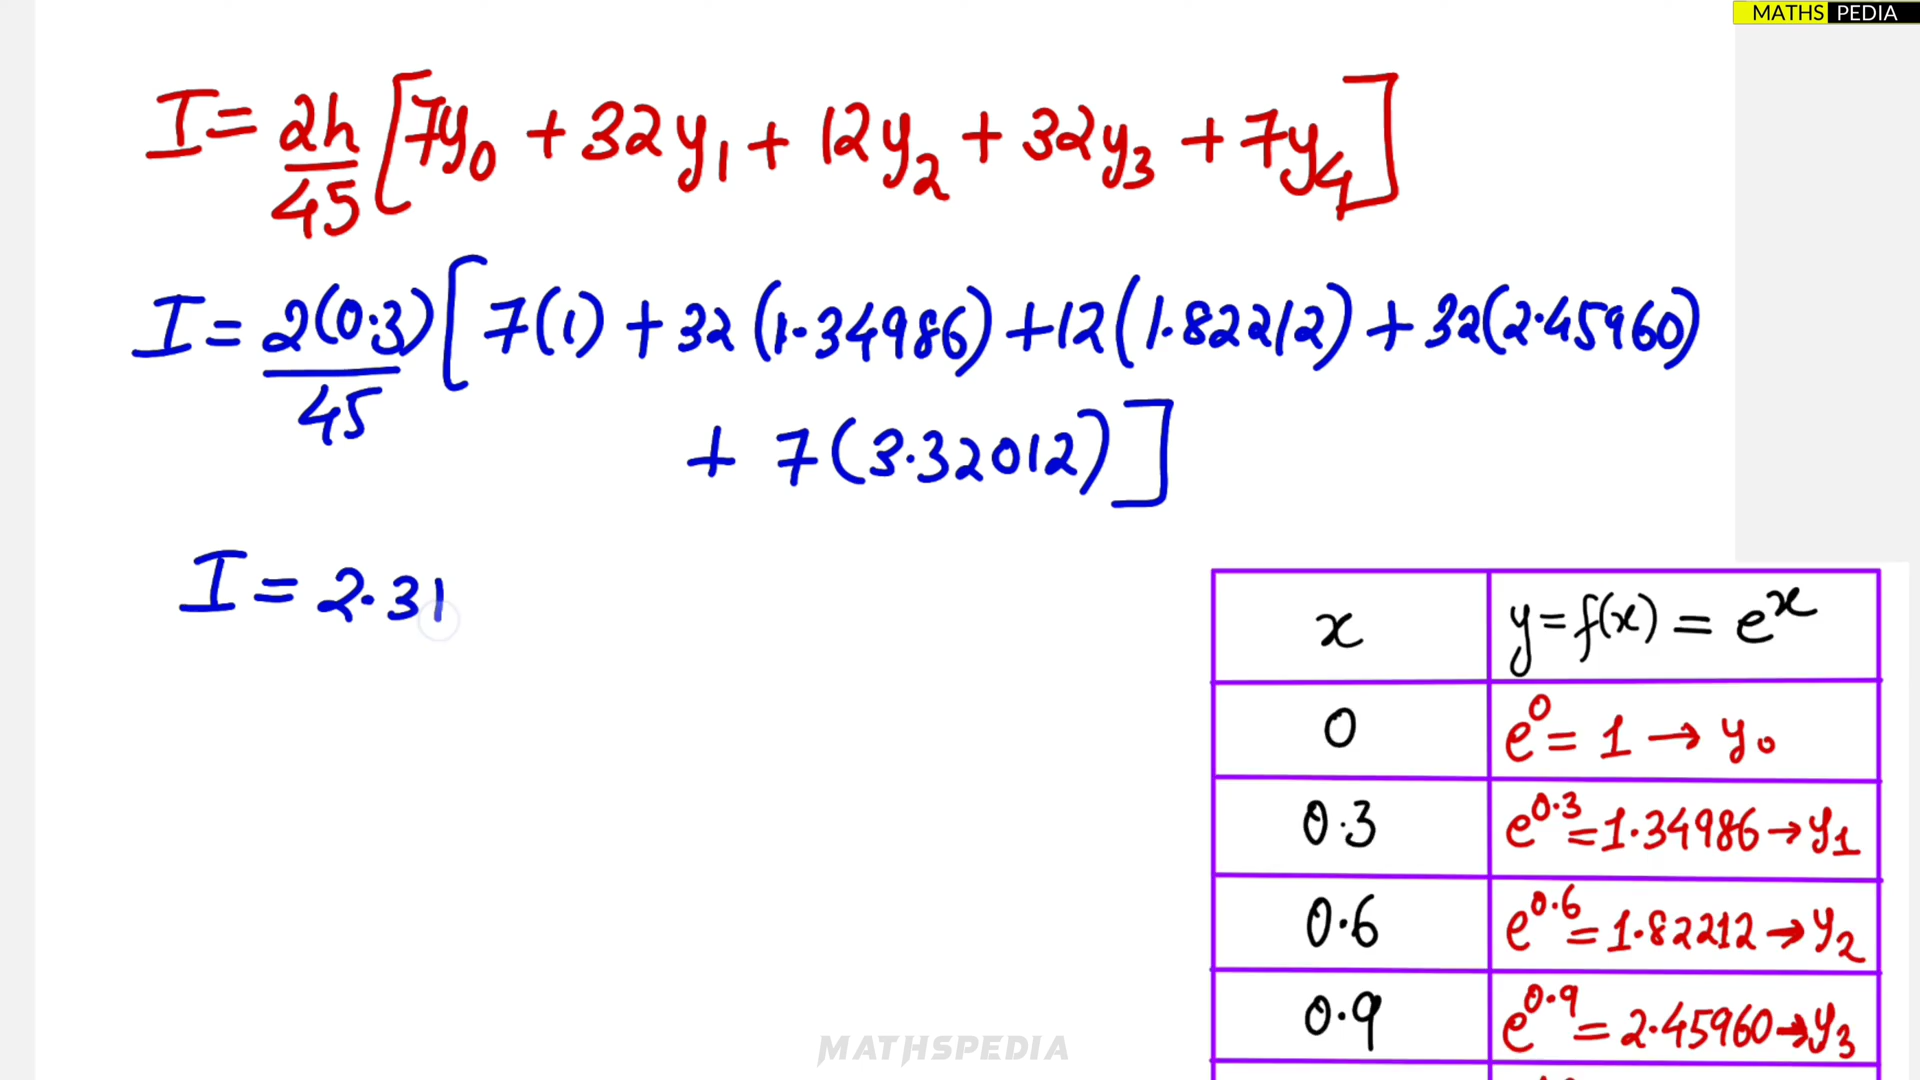 MATHS PEDIA
I = 2h/45 [7y₀ + 32y₁ + 12y₂ + 32y₃ + 7y₄]
I = 2(0.3)/45 [7(1) + 32(1.34986) + 12(1.82212) + 32(2.45960)
+ 7(3.32012)]
I = 2.31
x y = f(x) = eˣ
0 e⁰ = 1 → y₀
0.3 e^0.3 = 1.34986 → y₁
0.6 e^0.6 = 1.82212 → y₂
0.9 e^0.9 = 2.45960 → y₃
MATHSPEDIA